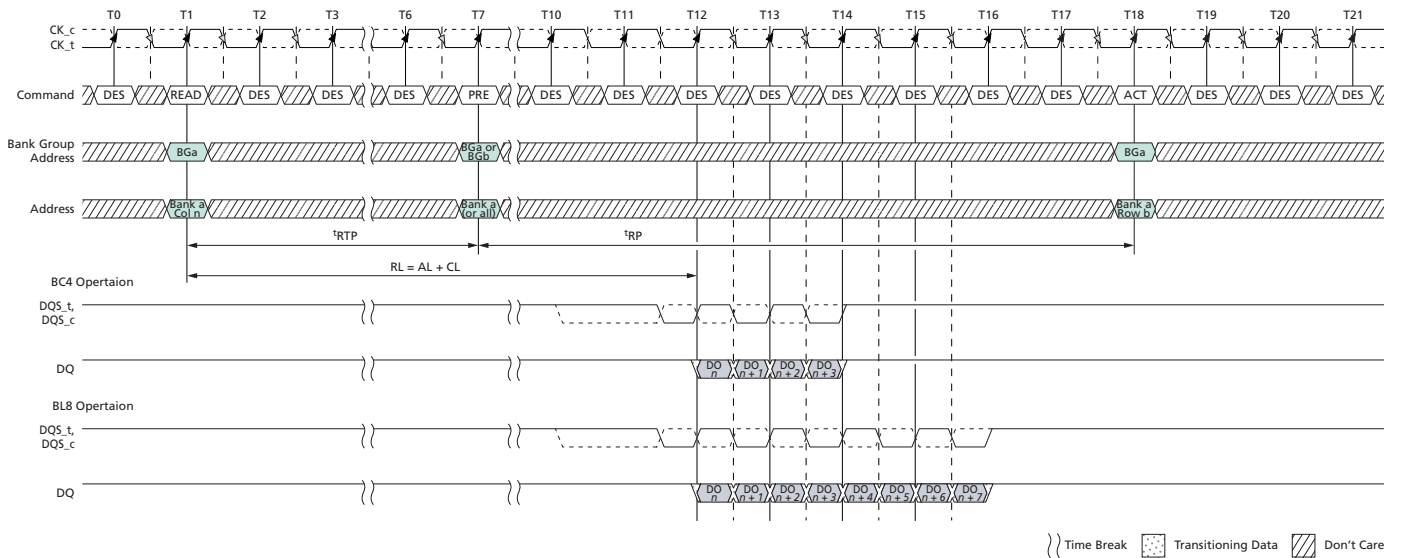 T0 T1 T2 T3 T6 T7 T10 T11 T12 T13 T14 T15 T16 T17 T18 T19 T20 T21
CK_c
CK_t
Command DES READ DES DES DES PRE DES DES DES DES DES DES DES DES ACT DES DES DES
Bank Group
Address
BGa
BGa or
BGb
BGa
Address
Bank a
Col n
Bank a
(or all)
Bank a
Row b
tRTP tRP
RL = AL + CL
BC4 Opertaion
DQS_t,
DQS_c
DQ
DO
n
DO
n + 1
DO
n + 2
DO
n + 3
BL8 Opertaion
DQS_t,
DQS_c
DQ
DO
n
DO
n + 1
DO
n + 2
DO
n + 3
DO
n + 4
DO
n + 5
DO
n + 6
DO
n + 7
Time Break Transitioning Data Don't Care